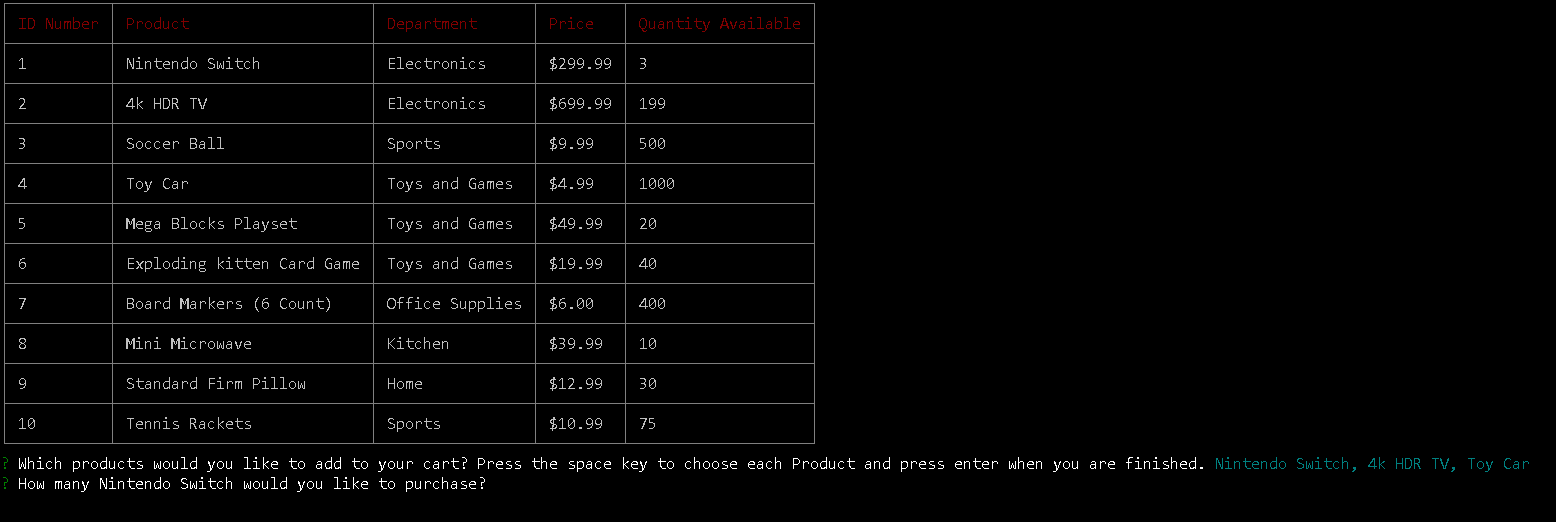 ID Number Product Department Price Quantity Available
1 Nintendo Switch Electronics $299.99 3
2 4k HDR TV Electronics $699.99 199
3 Soccer Ball Sports $9.99 500
4 Toy Car Toys and Games $4.99 1000
5 Mega Blocks Playset Toys and Games $49.99 20
6 Exploding kitten Card Game Toys and Games $19.99 40
7 Board Markers (6 Count) Office Supplies $6.00 400
8 Mini Microwave Kitchen $39.99 10
9 Standard Firm Pillow Home $12.99 30
10 Tennis Rackets Sports $10.99 75
? Which products would you like to add to your cart? Press the space key to choose each Product and press enter when you are finished. Nintendo Switch, 4k HDR TV, Toy Car
? How many Nintendo Switch would you like to purchase?